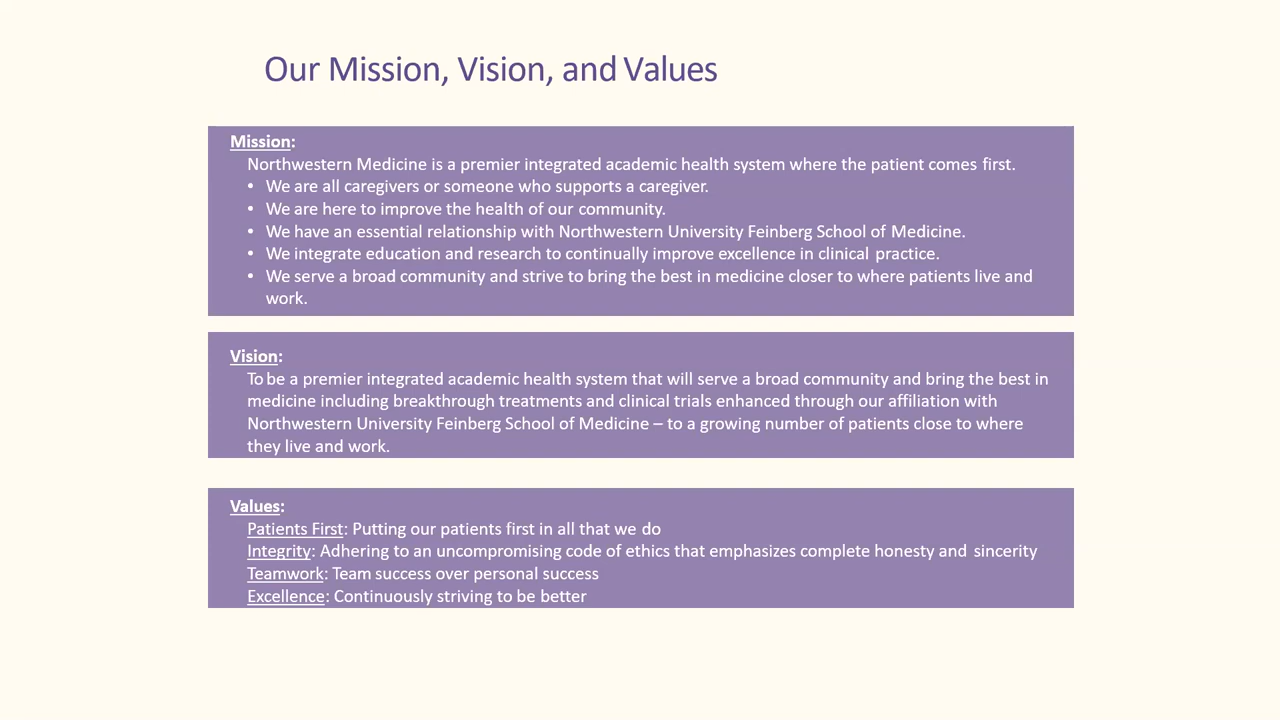 Our Mission, Vision, and Values
Mission:
Northwestern Medicine is a premier integrated academic health system where the patient comes first.
• We are all caregivers or someone who supports a caregiver.
• We are here to improve the health of our community.
• We have an essential relationship with Northwestern University Feinberg School of Medicine.
• We integrate education and research to continually improve excellence in clinical practice.
• We serve a broad community and strive to bring the best in medicine closer to where patients live and
work.
Vision:
To be a premier integrated academic health system that will serve a broad community and bring the best in
medicine including breakthrough treatments and clinical trials enhanced through our affiliation with
Northwestern University Feinberg School of Medicine – to a growing number of patients close to where
they live and work.
Values:
Patients First: Putting our patients first in all that we do
Integrity: Adhering to an uncompromising code of ethics that emphasizes complete honesty and sincerity
Teamwork: Team success over personal success
Excellence: Continuously striving to be better